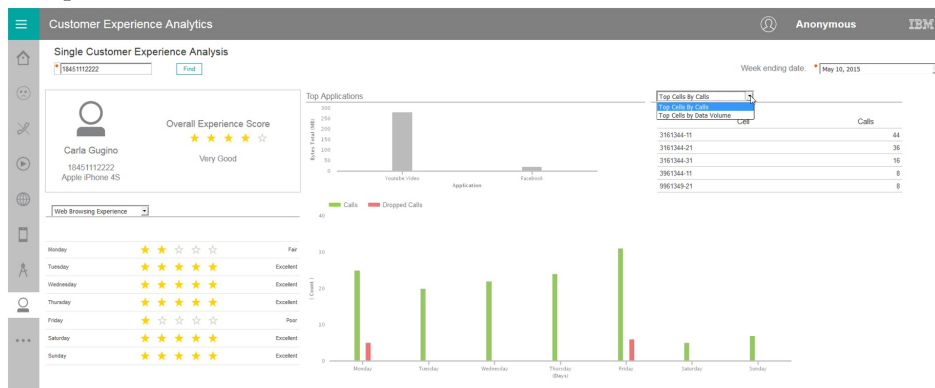 Customer Experience Analytics
Anonymous
IBM
Single Customer Experience Analysis
* 18451112222
Find
Week ending date: * May 10, 2015
Carla Gugino
18451112222
Apple iPhone 4S
Overall Experience Score
Very Good
Top Applications
Bytes Total (MB)
300
250
200
150
100
50
0
Youtube Video
Facebook
Application
Top Cells By Calls
Top Cells By Calls
Top Cells by Data Volume
Cell Calls
3161344-11 44
3161344-21 36
3161344-31 16
3961344-11 8
9961349-21 8
Web Browsing Experience
Monday Fair
Tuesday Excellent
Wednesday Excellent
Thursday Excellent
Friday Poor
Saturday Excellent
Sunday Excellent
Calls Dropped Calls
( Count )
40
30
20
10
0
Monday Tuesday Wednesday Thursday Friday Saturday Sunday
(Days)